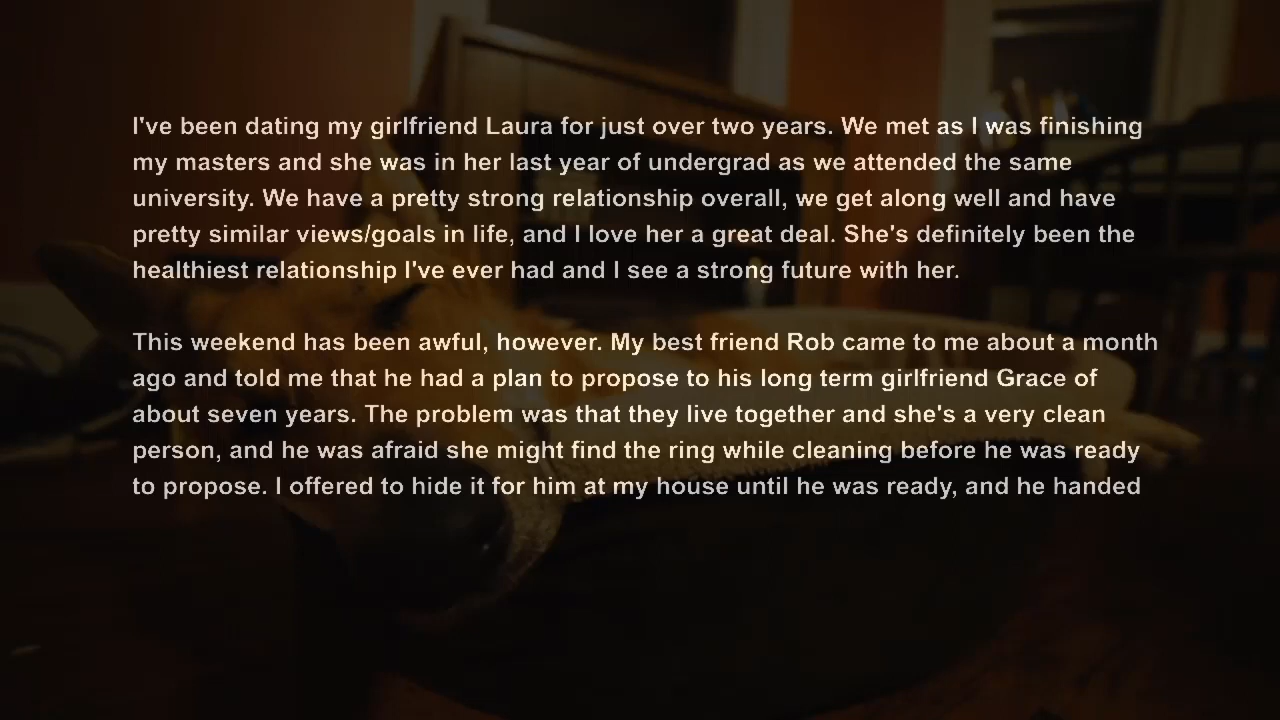 I've been dating my girlfriend Laura for just over two years. We met as I was finishing
my masters and she was in her last year of undergrad as we attended the same
university. We have a pretty strong relationship overall, we get along well and have
pretty similar views/goals in life, and I love her a great deal. She's definitely been the
healthiest relationship I've ever had and I see a strong future with her.
This weekend has been awful, however. My best friend Rob came to me about a month
ago and told me that he had a plan to propose to his long term girlfriend Grace of
about seven years. The problem was that they live together and she's a very clean
person, and he was afraid she might find the ring while cleaning before he was ready
to propose. I offered to hide it for him at my house until he was ready, and he handed